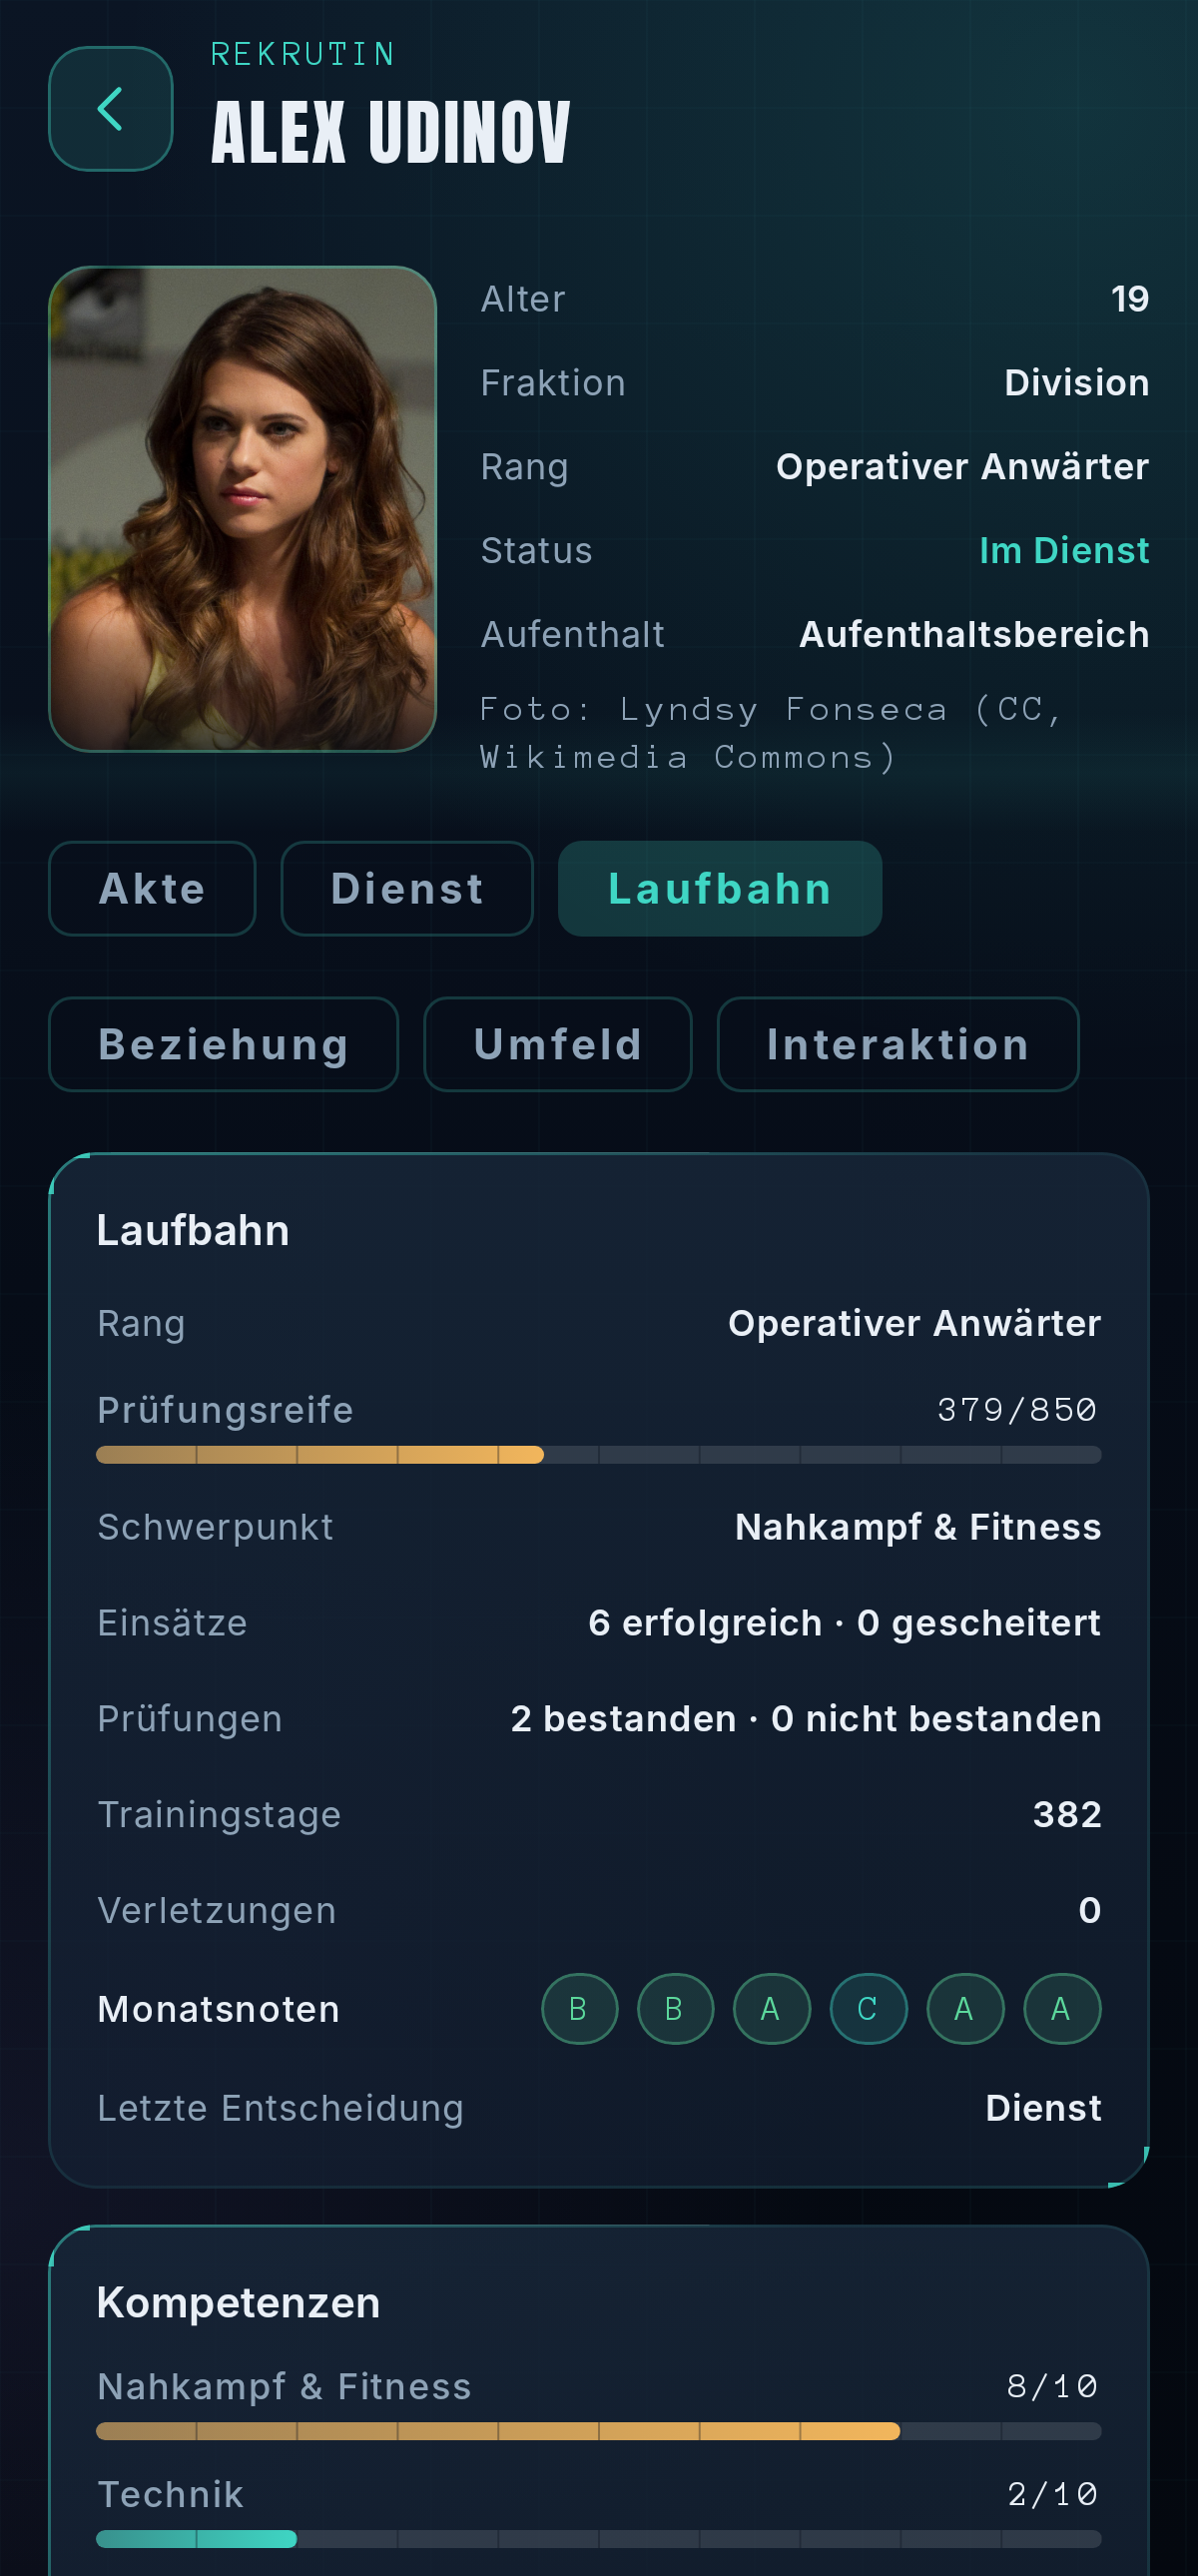 REKRUTIN
ALEX UDINOV
Alter 19
Fraktion Division
Rang Operativer Anwärter
Status Im Dienst
Aufenthalt Aufenthaltsbereich
Foto: Lyndsy Fonseca (CC,
Wikimedia Commons)
Akte Dienst Laufbahn
Beziehung Umfeld Interaktion
Laufbahn
Rang Operativer Anwärter
Prüfungsreife 379/850
Schwerpunkt Nahkampf & Fitness
Einsätze 6 erfolgreich · 0 gescheitert
Prüfungen 2 bestanden · 0 nicht bestanden
Trainingstage 382
Verletzungen 0
Monatsnoten B B A C A A
Letzte Entscheidung Dienst
Kompetenzen
Nahkampf & Fitness 8/10
Technik 2/10